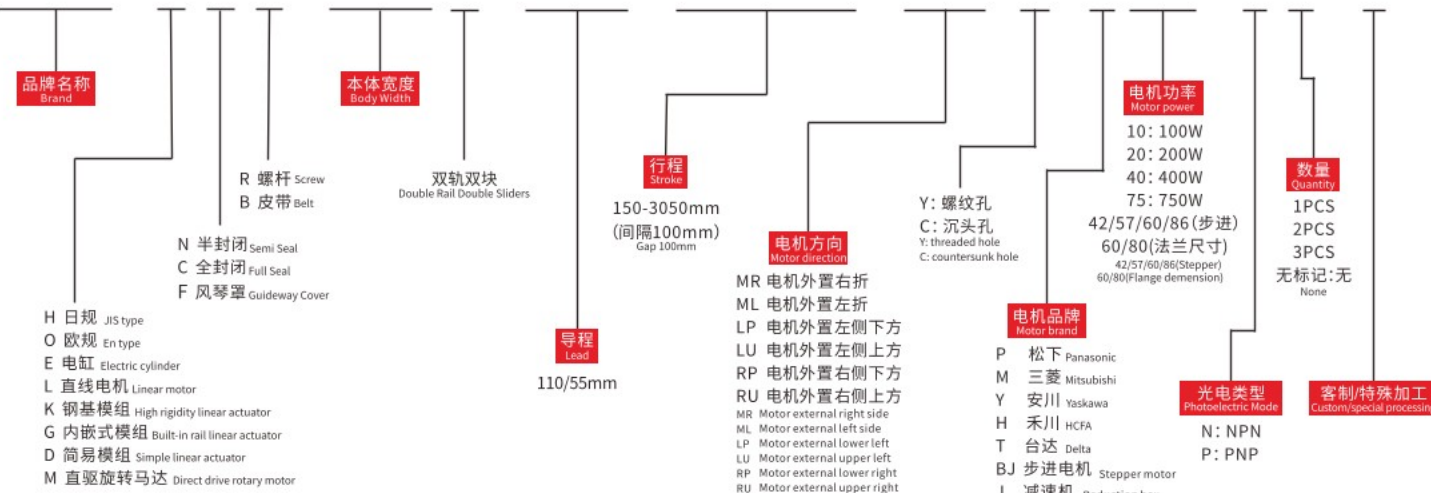 品牌名称
Brand
H 日规 JIS type
O 欧规 En type
E 电缸 Electric cylinder
L 直线电机 Linear motor
K 钢基模组 High rigidity linear actuator
G 内嵌式模组 Built-in rail linear actuator
D 简易模组 Simple linear actuator
M 直驱旋转马达 Direct drive rotary motor
N 半封闭 Semi Seal
C 全封闭 Full Seal
F 风琴罩 Guideway Cover
R 螺杆 Screw
B 皮带 Belt
本体宽度
Body Width
双轨双块
Double Rail Double Sliders
导程
Lead
110/55mm
行程
Stroke
150-3050mm
(间隔100mm)
Gap 100mm
电机方向
Motor direction
MR 电机外置右折
ML 电机外置左折
LP 电机外置左侧下方
LU 电机外置左侧上方
RP 电机外置右侧下方
RU 电机外置右侧上方
MR Motor external right side
ML Motor external left side
LP Motor external lower left
LU Motor external upper left
RP Motor external lower right
RU Motor external upper right
Y: 螺纹孔
C: 沉头孔
Y: threaded hole
C: countersunk hole
电机品牌
Motor brand
P 松下 Panasonic
M 三菱 Mitsubishi
Y 安川 Yaskawa
H 禾川 HCFA
T 台达 Delta
BJ 步进电机 Stepper motor
J 减速机
电机功率
Motor power
10: 100W
20: 200W
40: 400W
75: 750W
42/57/60/86(步进)
60/80(法兰尺寸)
42/57/60/86(Stepper)
60/80(Flange demension)
光电类型
Photoelectric Mode
N: NPN
P: PNP
数量
Quantity
1PCS
2PCS
3PCS
无标记:无
None
客制/特殊加工
Custom/special processing